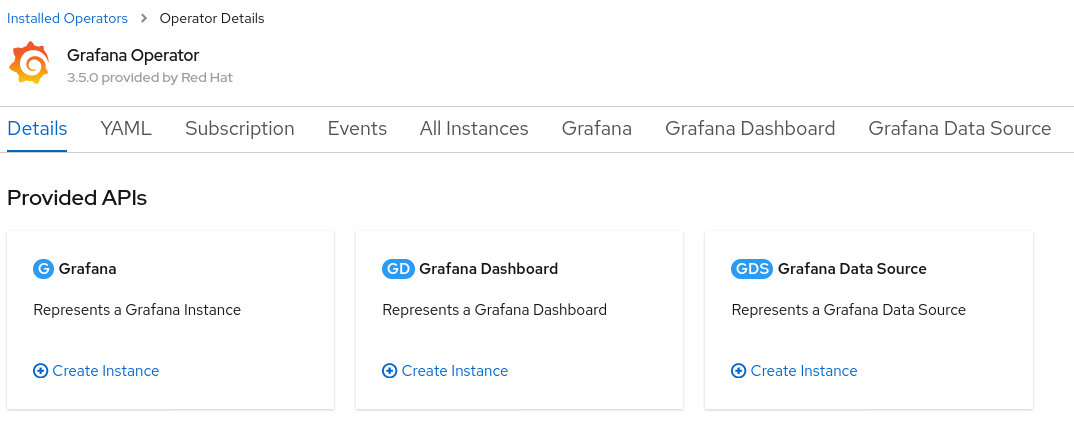 Installed Operators > Operator Details
Grafana Operator
3.5.0 provided by Red Hat
Details YAML Subscription Events All Instances Grafana Grafana Dashboard Grafana Data Source
Provided APIs
G Grafana GD Grafana Dashboard GDS Grafana Data Source
Represents a Grafana Instance Represents a Grafana Dashboard Represents a Grafana Data Source
Create Instance Create Instance Create Instance